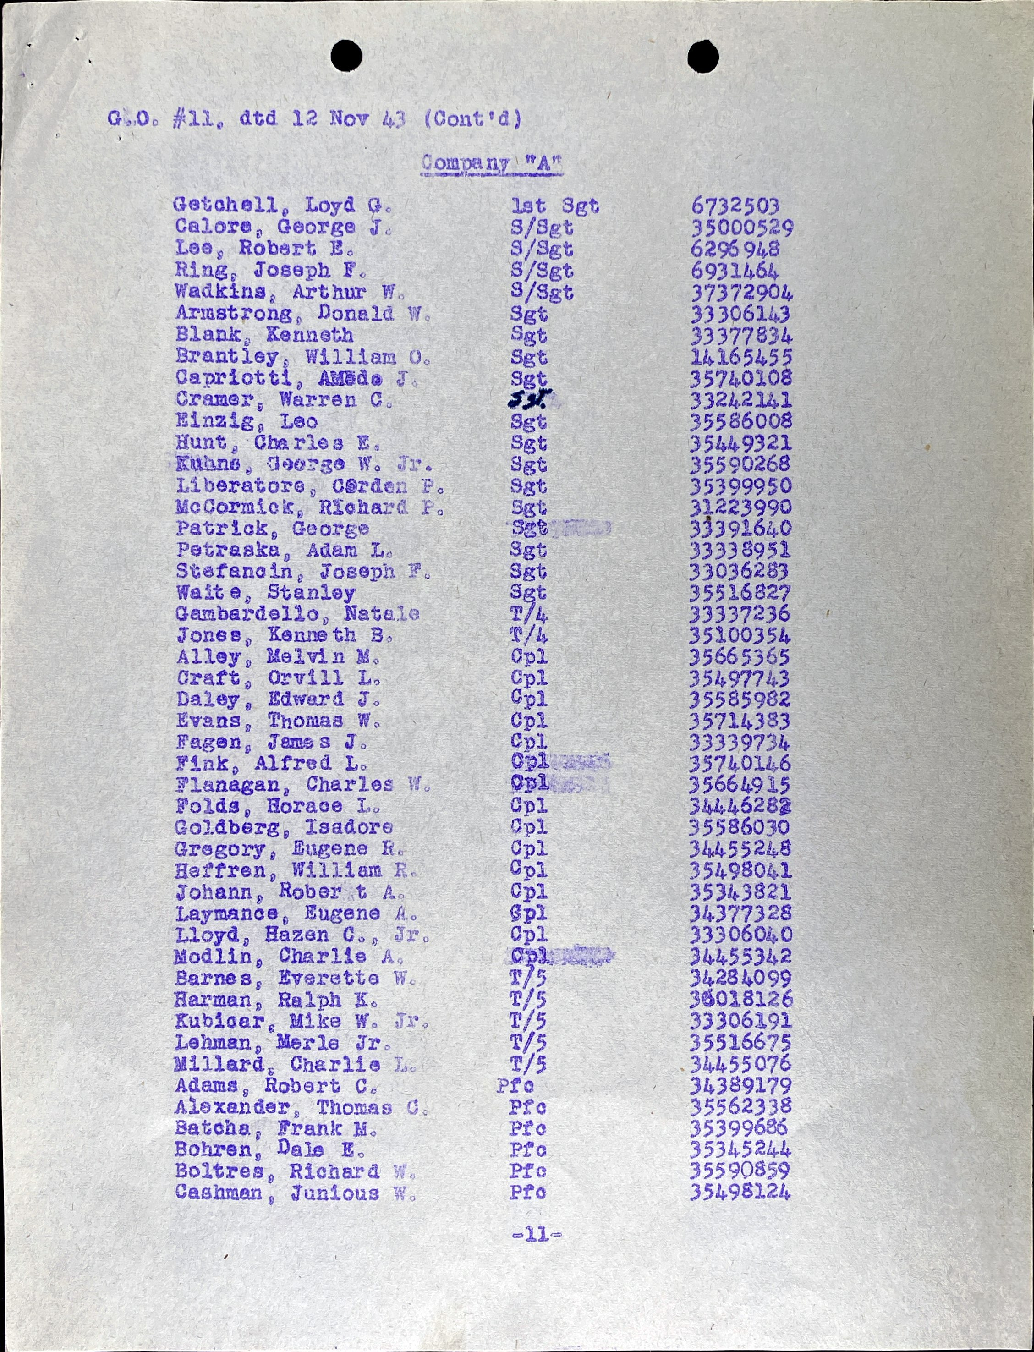 G.O. #11, dtd 12 Nov 43 (Cont'd)
Company "A"
Getchell, Loyd G. 1st Sgt 6732503
Calore, George J. S/Sgt 35000529
Lee, Robert E. S/Sgt 6296948
Ring, Joseph F. S/Sgt 6931464
Wadkins, Arthur W. S/Sgt 37372904
Armstrong, Donald W. Sgt 33306143
Blank, Kenneth Sgt 33377834
Brantley, William O. Sgt 14165455
Capriotti, AMede J. Sgt 35740108
Cramer, Warren C. Sgt. 33242141
Einzig, Leo Sgt 35586008
Hunt, Charles E. Sgt 35449321
Kuhne, George W. Jr. Sgt 35590268
Liberatore, Corden P. Sgt 35399950
McCormick, Richard P. Sgt 31223990
Patrick, George Sgt 33391640
Petraska, Adam L. Sgt 33338951
Stefancin, Joseph F. Sgt 33036283
Waite, Stanley Sgt 35516827
Gambardello, Natale T/4 33337236
Jones, Kenneth B. T/4 35100354
Alley, Melvin M. Cpl 35665365
Craft, Orvill L. Cpl 35497743
Daley, Edward J. Cpl 35585982
Evans, Thomas W. Cpl 35714383
Fagen, James J. Cpl 33339734
Fink, Alfred L. Cpl 35740146
Flanagan, Charles W. Cpl 35664915
Folds, Horace L. Cpl 34446282
Goldberg, Isadore Cpl 35586030
Gregory, Eugene R. Cpl 34455248
Heffren, William R. Cpl 35498041
Johann, Rober t A. Cpl 35343821
Laymance, Eugene A. Cpl 34377328
Lloyd, Hazen C., Jr. Cpl 33306040
Modlin, Charlie A. Cpl 34455342
Barnes, Everette W. T/5 34284099
Harman, Ralph K. T/5 36018126
Kubicar, Mike W. Jr. T/5 33306191
Lehman, Merle Jr. T/5 35516675
Millard, Charlie L. T/5 34455076
Adams, Robert C. Pfc 34389179
Alexander, Thomas C. Pfc 35562338
Batcha, Frank M. Pfc 35399686
Bohren, Dale E. Pfc 35345244
Boltres, Richard W. Pfc 35590859
Cashman, Junious W. Pfc 35498124
-11-